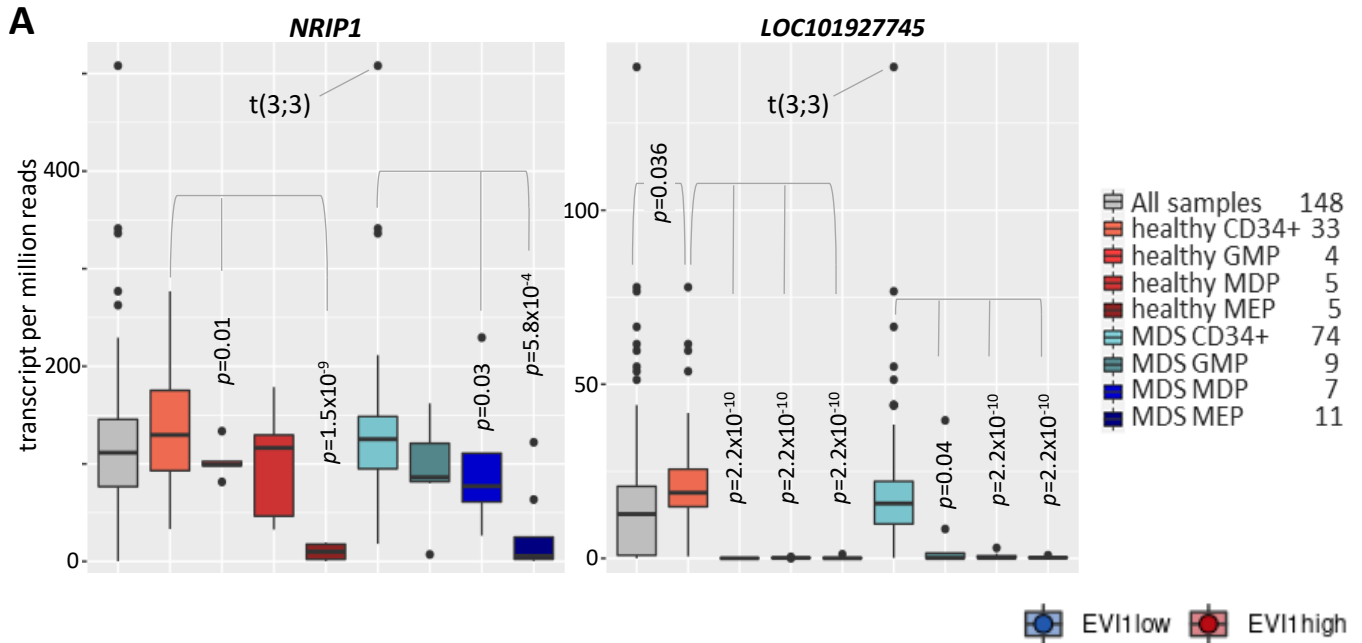 A
NRIP1
LOC101927745
t(3;3)
t(3;3)
transcript per million reads
400
200
0
p=0.01
p=1.5x10⁻⁹
p=0.03
p=5.8x10⁻⁴
100
50
0
p=0.036
p=2.2x10⁻¹⁰
p=2.2x10⁻¹⁰
p=2.2x10⁻¹⁰
p=0.04
p=2.2x10⁻¹⁰
p=2.2x10⁻¹⁰
All samples 148
healthy CD34+ 33
healthy GMP 4
healthy MDP 5
healthy MEP 5
MDS CD34+ 74
MDS GMP 9
MDS MDP 7
MDS MEP 11
EVI1low EVI1high